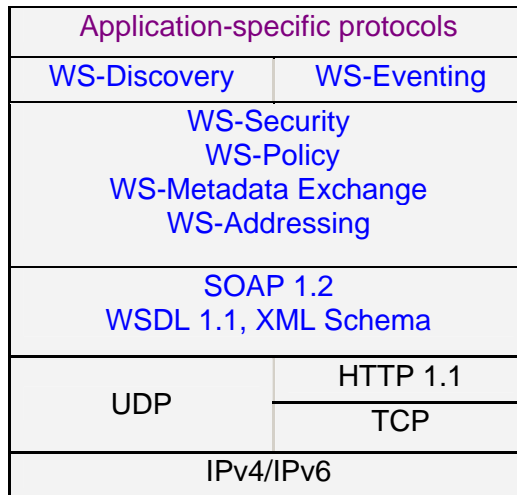 Application-specific protocols
WS-Discovery
WS-Eventing
WS-Security
WS-Policy
WS-Metadata Exchange
WS-Addressing
SOAP 1.2
WSDL 1.1, XML Schema
UDP
HTTP 1.1
TCP
IPv4/IPv6